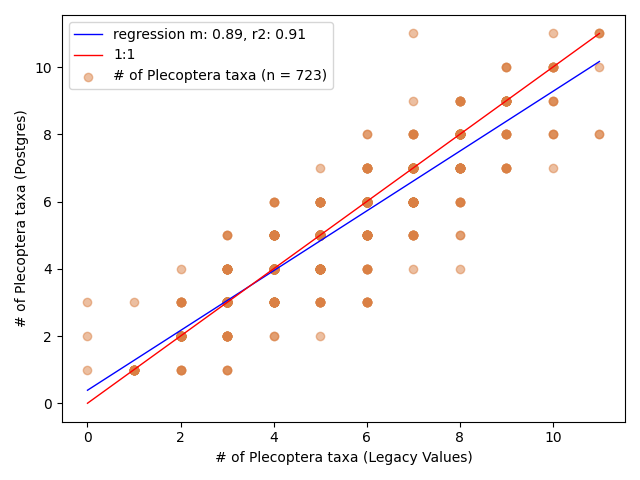 regression m: 0.89, r2: 0.91
1:1
# of Plecoptera taxa (n = 723)
# of Plecoptera taxa (Postgres)
10
8
6
4
2
0
0 2 4 6 8 10
# of Plecoptera taxa (Legacy Values)